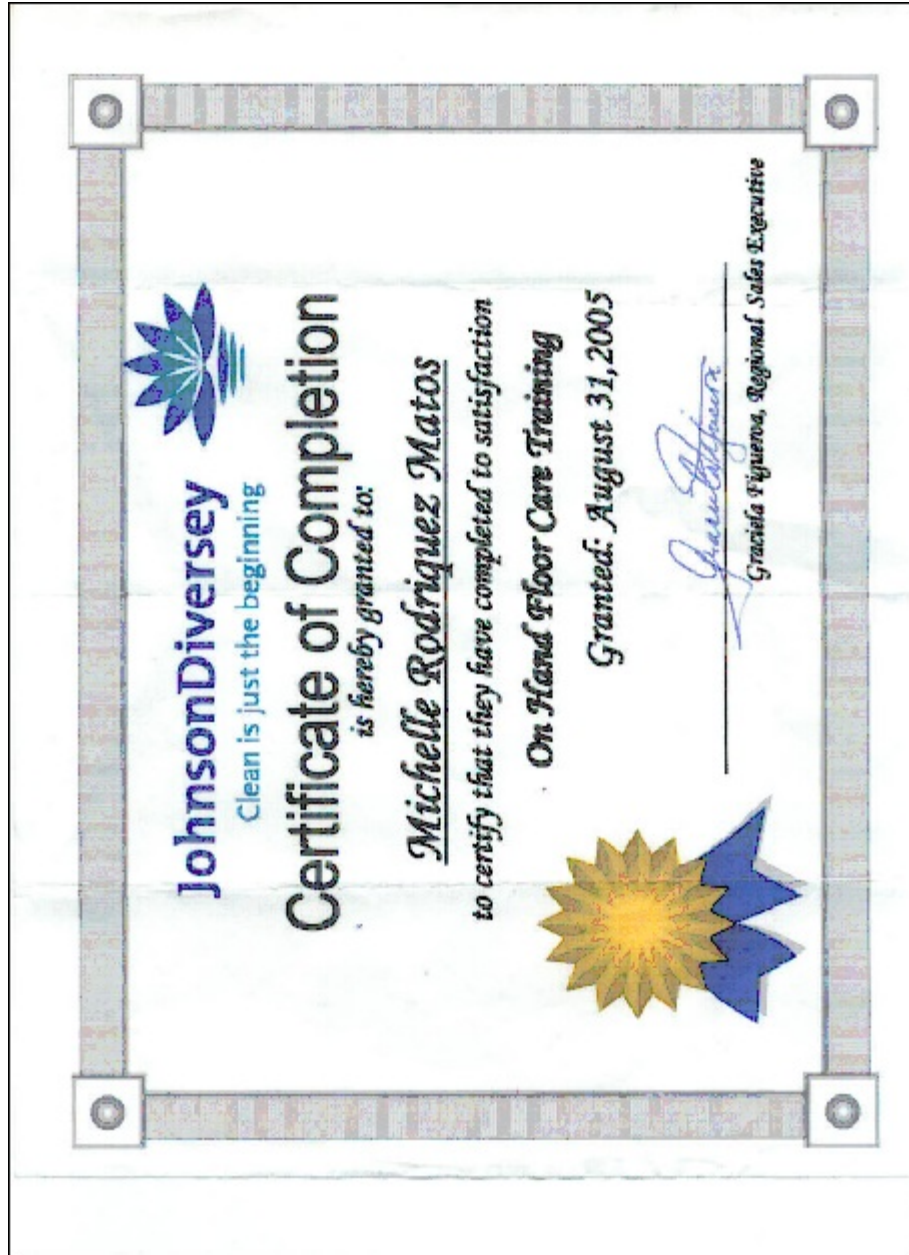 JohnsonDiversey
Clean is just the beginning
Certificate of Completion
is hereby granted to:
Michelle Rodriquez Matos
to certify that they have completed to satisfaction
On Hand Floor Care Training
Granted: August 31,2005
Graciela Figueroa, Regional Sales Executive